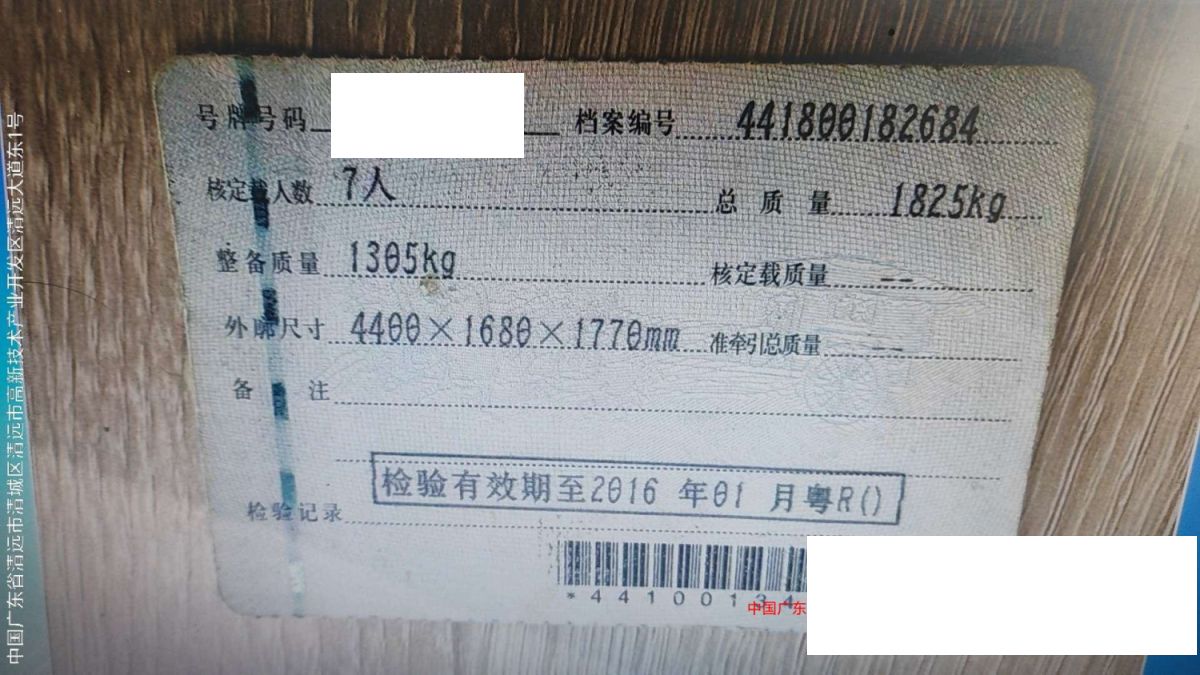 号牌号码 档案编号 441800182684
核定载人数 7人 总质量 1825kg
整备质量 1305kg 核定载质量 --
外廓尺寸 4400×1680×1770mm 准牵引总质量 --
备注
检验有效期至2016 年01 月粤R()
检验记录
*44100134
中国广东
中国广东省清远市清城区清远市高新技术产业开发区清远大道东1号